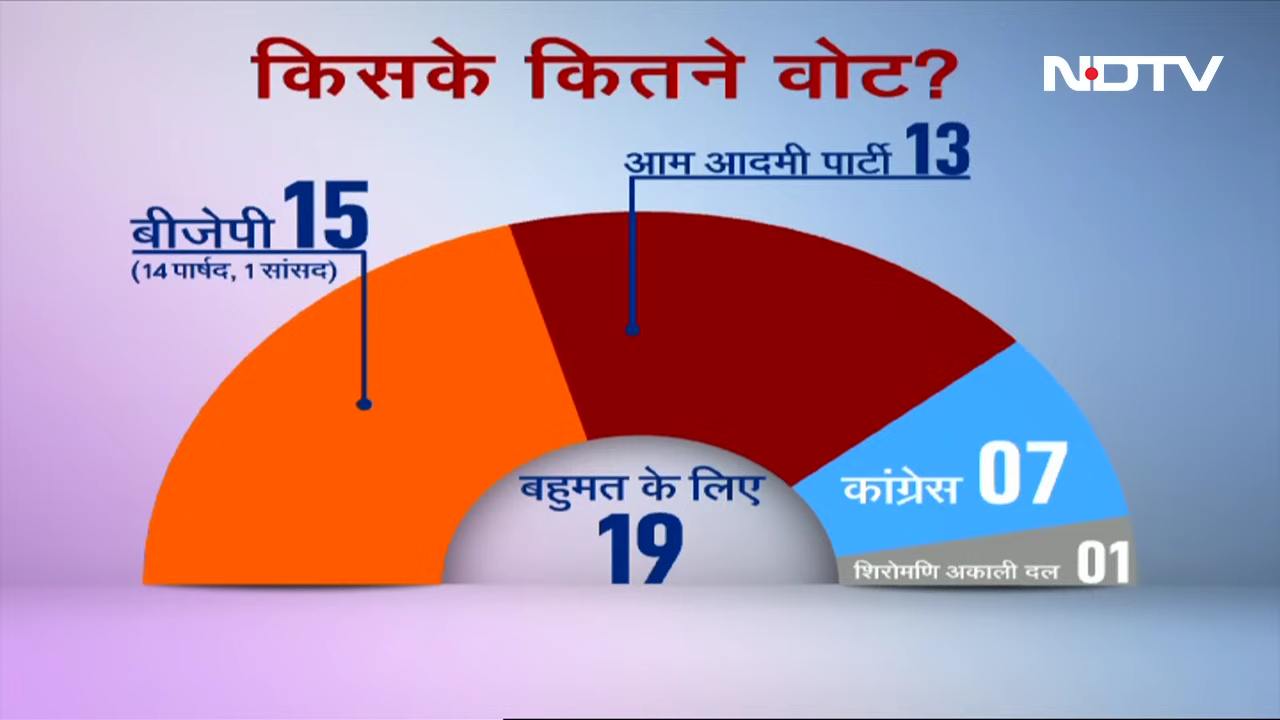 किसके कितने वोट?
NDTV
आम आदमी पार्टी 13
बीजेपी 15
(14 पार्षद, 1 सांसद)
कांग्रेस 07
बहुमत के लिए
19
शिरोमणि अकाली दल 01